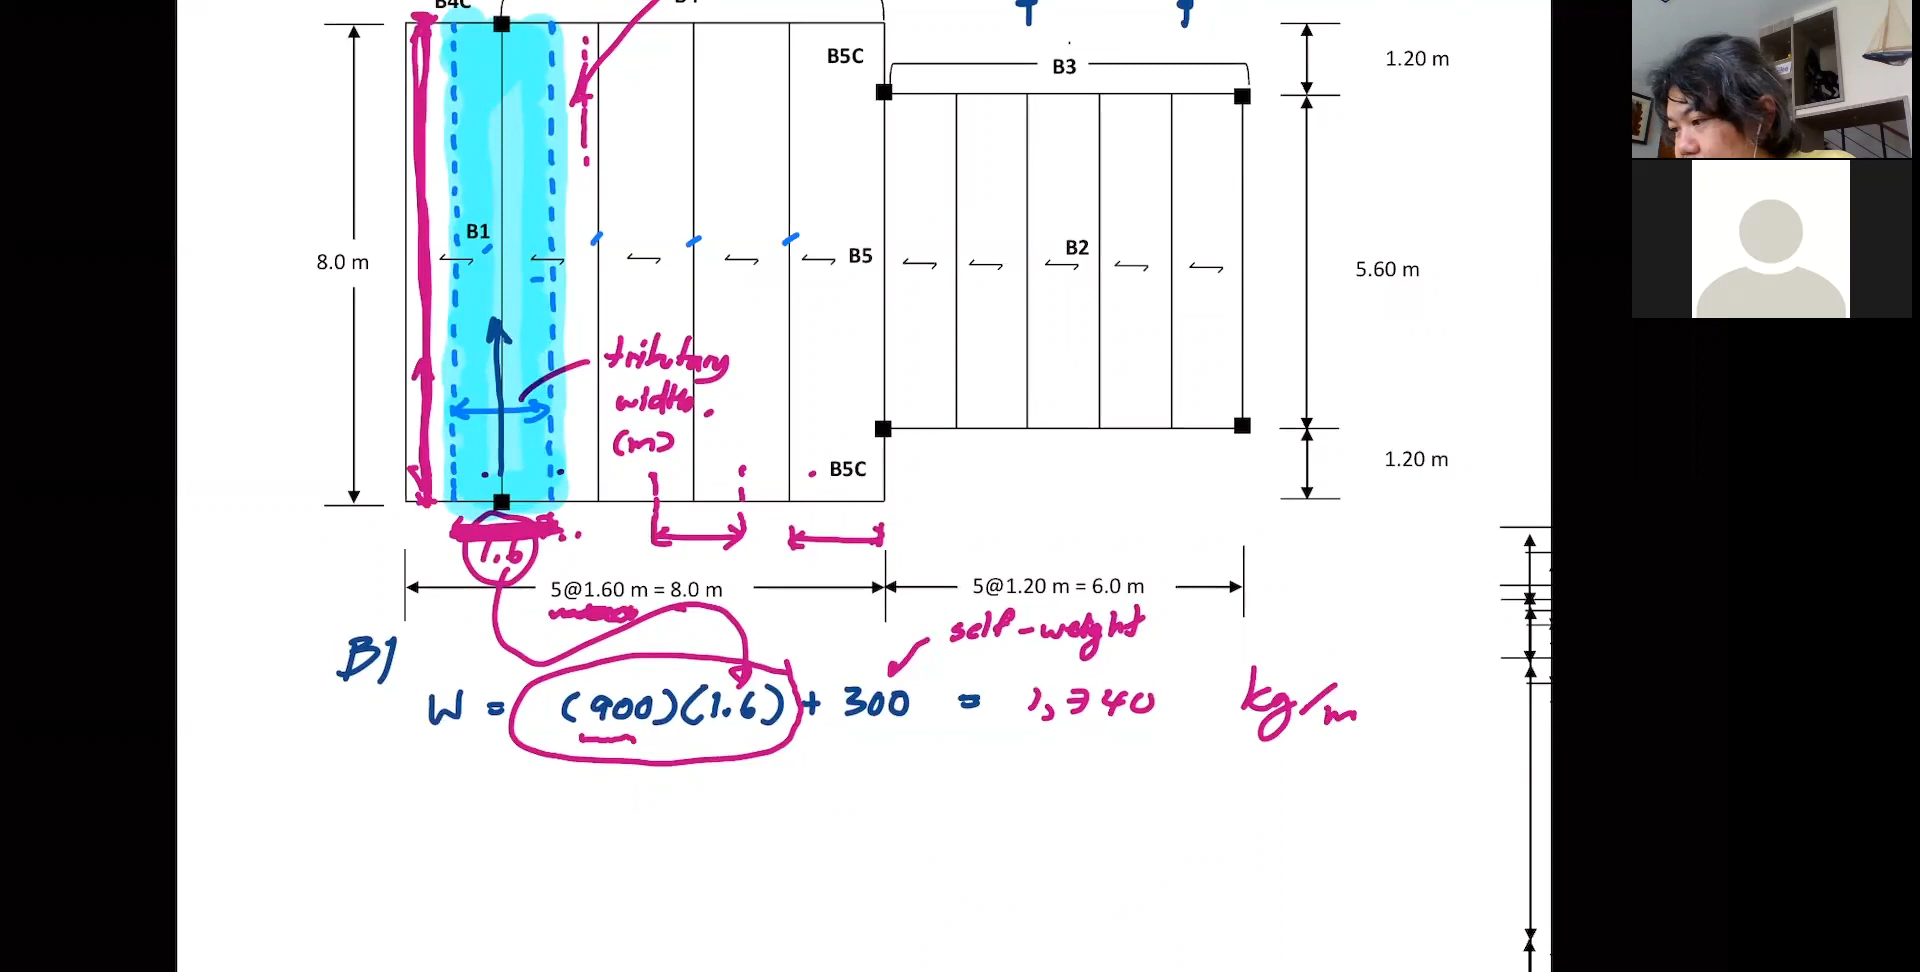 B4C
B5C
B3
1.20 m
B1
8.0 m
B5
B2
5.60 m
tributary
width.
(m)
B5C
1.20 m
1.6
5@1.60 m = 8.0 m
5@1.20 m = 6.0 m
self-weight
B1
W = (900)(1.6) + 300 = 1,740 kg/m